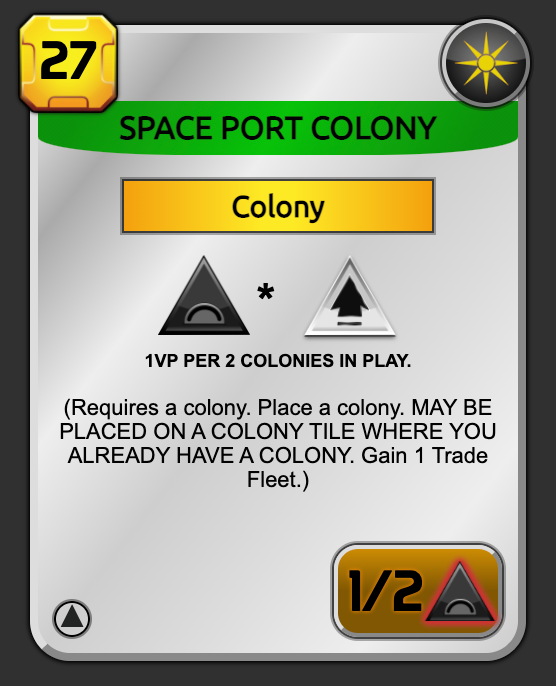 27
SPACE PORT COLONY
Colony
*
1VP PER 2 COLONIES IN PLAY.
(Requires a colony. Place a colony. MAY BE
PLACED ON A COLONY TILE WHERE YOU
ALREADY HAVE A COLONY. Gain 1 Trade
Fleet.)
1/2